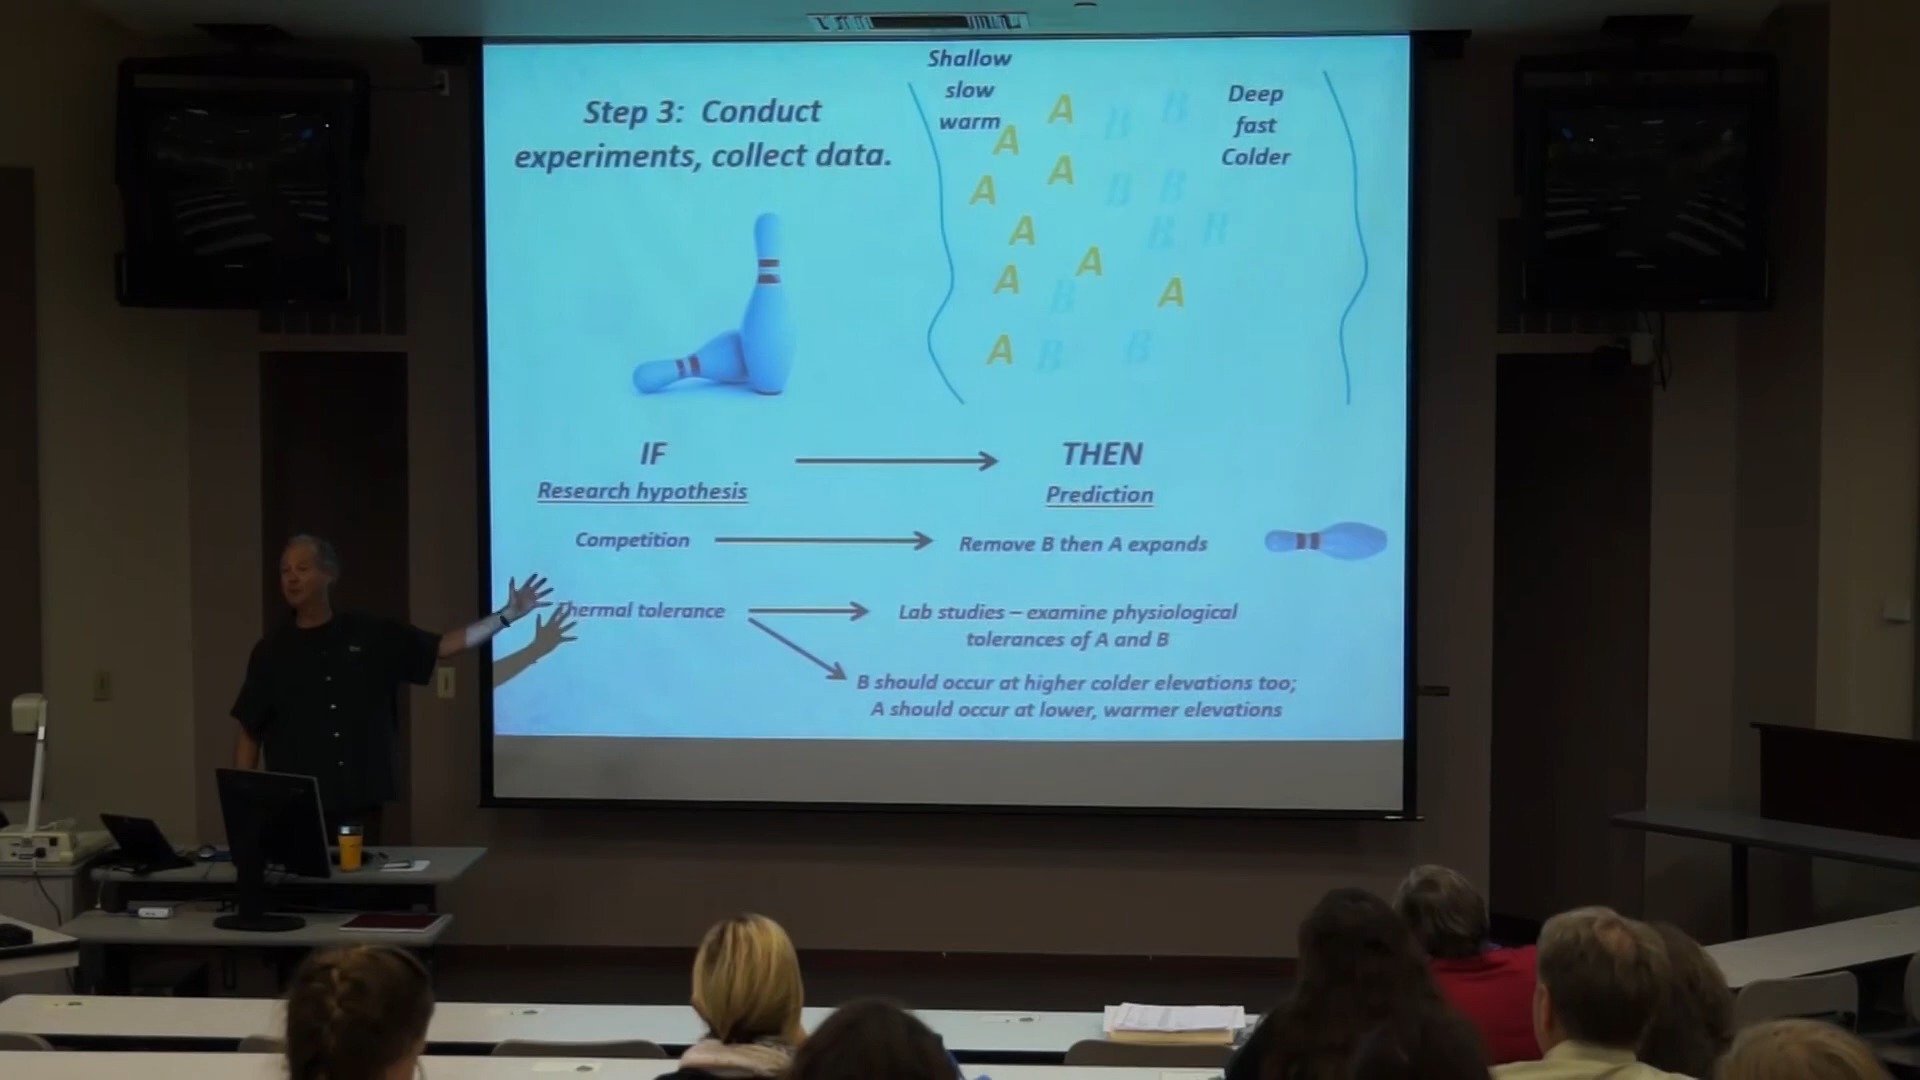 Step 3: Conduct
experiments, collect data.
Shallow
slow
warm
Deep
fast
Colder
A
B
B
A
A
A
B
B
A
B
B
A
A
B
A
A
B
B
IF
THEN
Research hypothesis
Prediction
Competition
Remove B then A expands
Thermal tolerance
Lab studies – examine physiological
tolerances of A and B
B should occur at higher colder elevations too;
A should occur at lower, warmer elevations